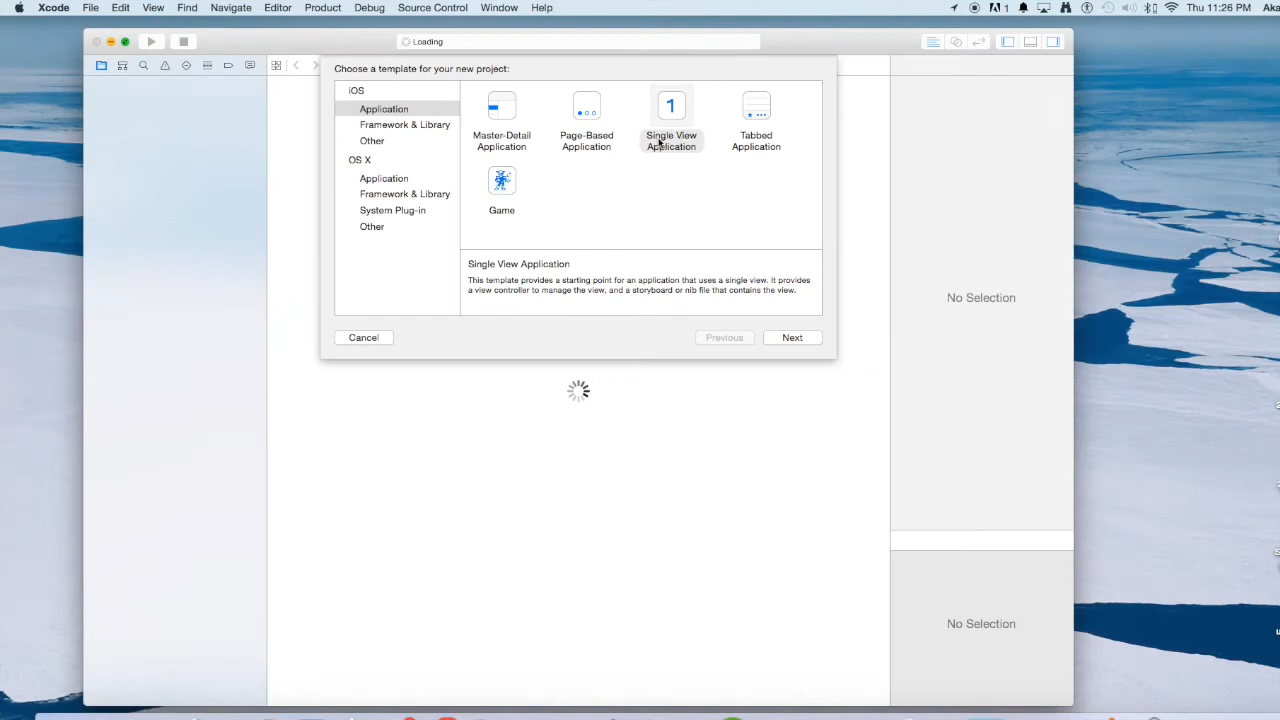 Xcode File Edit View Navigate Editor Product Debug Source Control Window Help 1 Thu 11:26 PM Aka
Loading
Choose a template for your new project:
iOS
Application
Framework & Library
Other
OS X
Application
Framework & Library
System Plug-in
Other
Master-Detail
Application
Page-Based
Application
1
Single View
Application
Tabbed
Application
Game
Single View Application
This template provides a starting point for an application that uses a single view. It provides
a view controller to manage the view, and a storyboard or nib file that contains the view.
Cancel
Previous
Next
No Selection
No Selection